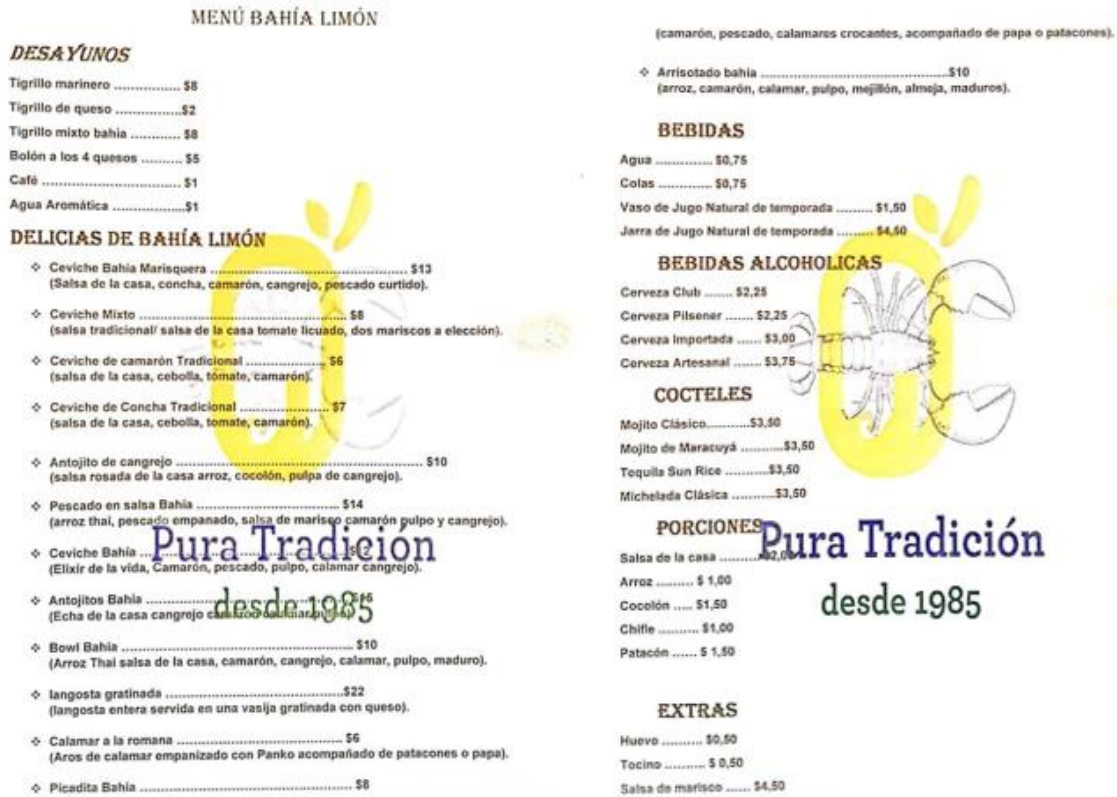 MENÚ BAHÍA LIMÓN
DESAYUNOS
Tigrillo marinero ................ $8
Tigrillo de queso .................$2
Tigrillo mixto bahía ............ $8
Bolón a los 4 quesos .......... $5
Café ................................... $1
Agua Aromática ..................$1
DELICIAS DE BAHÍA LIMÓN
❖ Ceviche Bahía Marisquera ................................................ $13
(Salsa de la casa, concha, camarón, cangrejo, pescado curtido).
❖ Ceviche Mixto .................................................... $8
(salsa tradicional/ salsa de la casa tomate licuado, dos mariscos a elección).
❖ Ceviche de camarón Tradicional ................... $6
(salsa de la casa, cebolla, tómate, camarón).
❖ Ceviche de Concha Tradicional ..................... $7
(salsa de la casa, cebolla, tomate, camarón).
❖ Antojito de cangrejo ........................................................... $10
(salsa rosada de la casa arroz, cocolón, pulpa de cangrejo).
❖ Pescado en salsa Bahía ................................... $14
(arroz thai, pescado empanado, salsa de marisco camarón pulpo y cangrejo).
❖ Ceviche Bahía
(Elixir de la vida, Camarón, pescado, pulpo, calamar cangrejo).
❖ Antojitos Bahia
(Echa de la casa cangrejo
❖ Bowl Bahia ........................................................ $10
(Arroz Thai salsa de la casa, camarón, cangrejo, calamar, pulpo, maduro).
❖ langosta gratinada ...........................................$22
(langosta entera servida en una vasija gratinada con queso).
❖ Calamar a la romana ........................................ $6
(Aros de calamar empanizado con Panko acompañado de patacones o papa).
❖ Picadita Bahía .................................................... $8
Pura Tradición
desde 1985
(camarón, pescado, calamares crocantes, acompañado de papa o patacones).
❖ Arrisotado bahia .............................................$10
(arroz, camarón, calamar, pulpo, mejillón, almeja, maduros).
BEBIDAS
Agua .............. $0,75
Colas ............. $0,75
Vaso de Jugo Natural de temporada ......... $1,50
Jarra de Jugo Natural de temporada ......... $4,50
BEBIDAS ALCOHOLICAS
Cerveza Club ....... $2,25
Cerveza Pilsener ....... $2,25
Cerveza Importada ...... $3,00
Cerveza Artesanal ...... $3,75
COCTELES
Mojito Clásico...........$3,50
Mojito de Maracuyá ...........$3,50
Tequila Sun Rice ...........$3,50
Michelada Clásica ...........$3,50
PORCIONES
Salsa de la casa
Arroz ......... $ 1,00
Cocolón ..... $1,50
Chifle .......... $1,00
Patacón ...... $ 1,50
Pura Tradición
desde 1985
EXTRAS
Huevo .......... $0,50
Tocino .......... $ 0,50
Salsa de marisco ...... $4,50